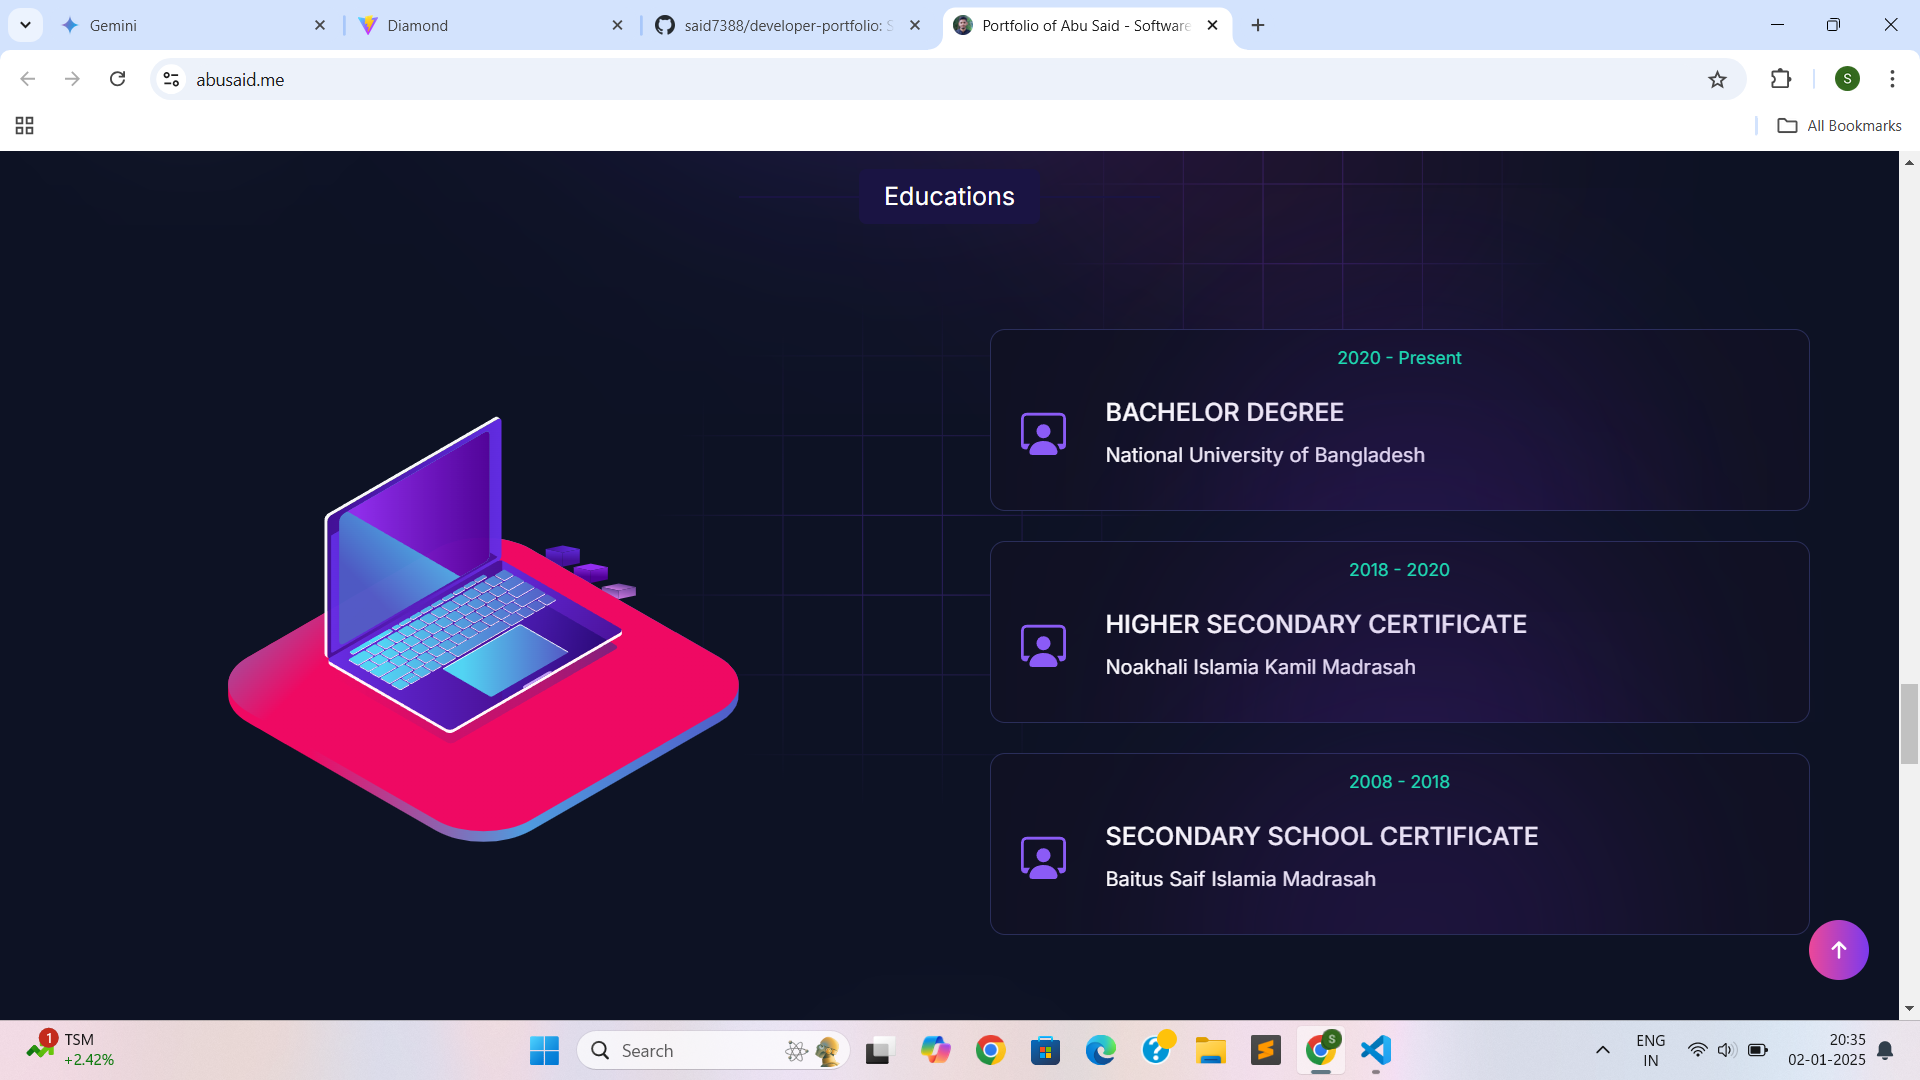 Gemini
Diamond
said7388/developer-portfolio: S
Portfolio of Abu Said - Software
abusaid.me
S
All Bookmarks
Educations
2020 - Present
BACHELOR DEGREE
National University of Bangladesh
2018 - 2020
HIGHER SECONDARY CERTIFICATE
Noakhali Islamia Kamil Madrasah
2008 - 2018
SECONDARY SCHOOL CERTIFICATE
Baitus Saif Islamia Madrasah
1
TSM
+2.42%
Search
S
ENG
IN
20:35
02-01-2025